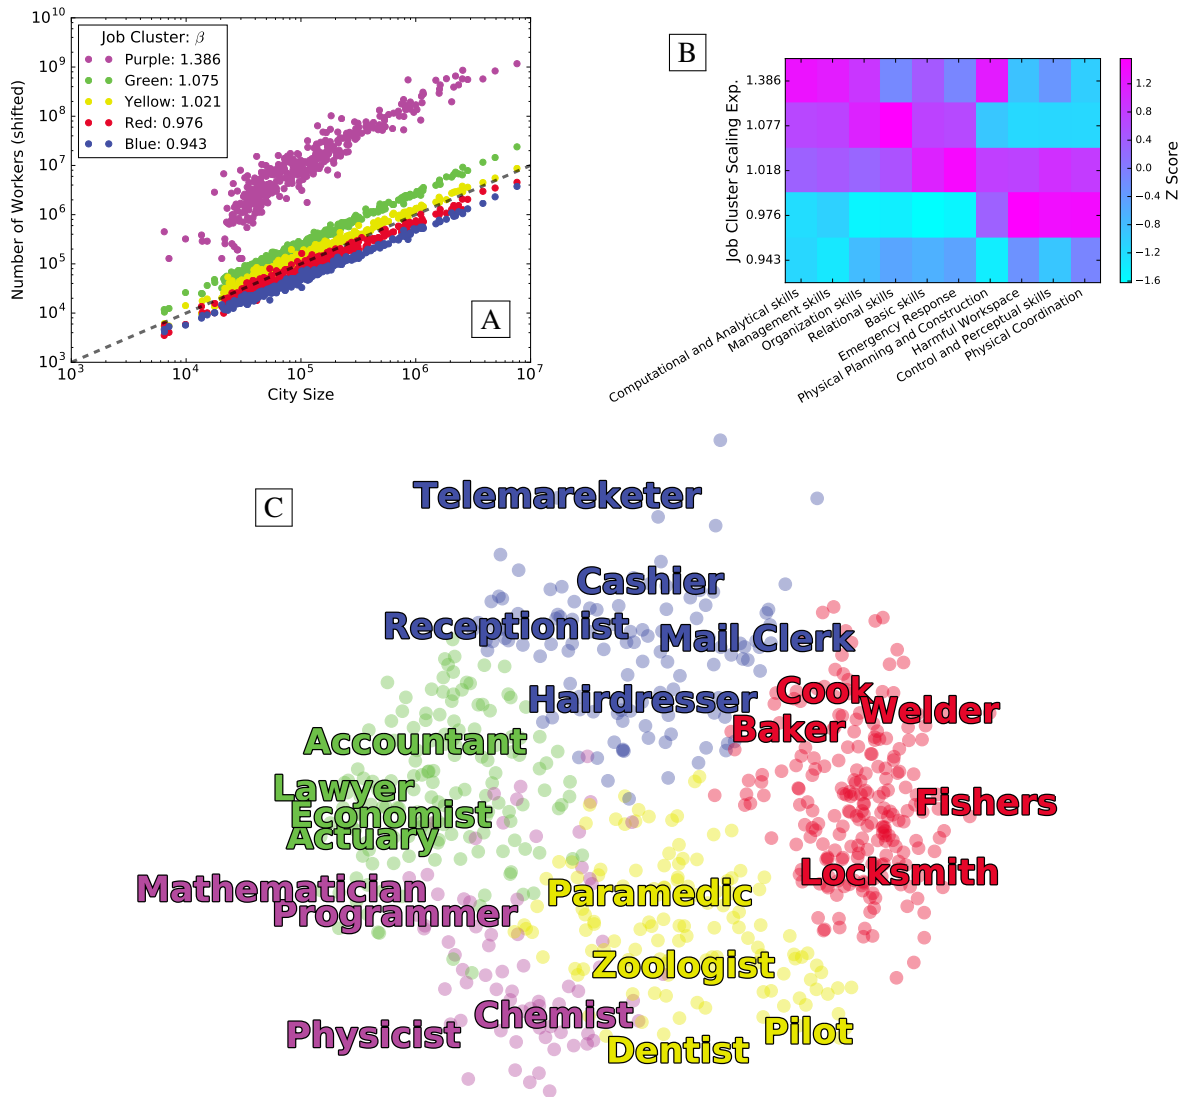 10^10
10^9
10^8
10^7
10^6
10^5
10^4
10^3
Number of Workers (shifted)
Job Cluster: β
Purple: 1.386
Green: 1.075
Yellow: 1.021
Red: 0.976
Blue: 0.943
A
10^3 10^4 10^5 10^6 10^7
City Size
B
Job Cluster Scaling Exp.
1.386
1.077
1.018
0.976
0.943
Computational and Analytical skills
Management skills
Organization skills
Relational skills
Basic skills
Emergency Response
Physical Planning and Construction
Harmful Workspace
Control and Perceptual skills
Physical Coordination
1.2
0.8
0.4
0.0
−0.4
−0.8
−1.2
−1.6
Z Score
C
Telemareketer
Cashier
Receptionist
Mail Clerk
Hairdresser
Cook
Welder
Baker
Accountant
Lawyer
Economist
Actuary
Fishers
Locksmith
Mathematician
Programmer
Paramedic
Zoologist
Chemist
Physicist
Pilot
Dentist